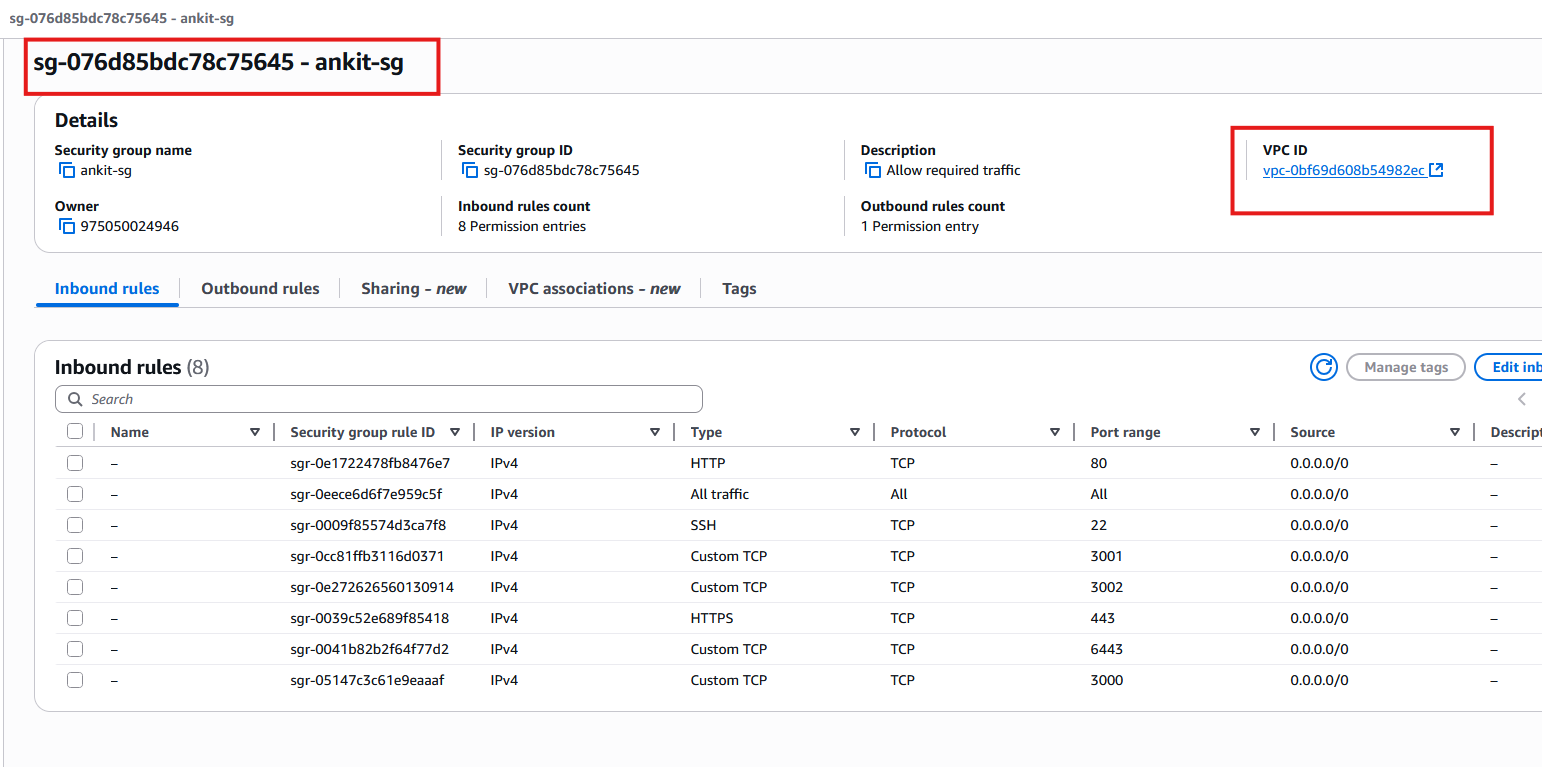 sg-076d85bdc78c75645 - ankit-sg
sg-076d85bdc78c75645 - ankit-sg
Details
Security group name
ankit-sg
Security group ID
sg-076d85bdc78c75645
Description
Allow required traffic
VPC ID
vpc-0bf69d608b54982ec
Owner
975050024946
Inbound rules count
8 Permission entries
Outbound rules count
1 Permission entry
Inbound rules Outbound rules Sharing - new VPC associations - new Tags
Inbound rules (8)
Manage tags Edit inb
Search
Name Security group rule ID IP version Type Protocol Port range Source Descript
– sgr-0e1722478fb8476e7 IPv4 HTTP TCP 80 0.0.0.0/0 –
– sgr-0eece6d6f7e959c5f IPv4 All traffic All All 0.0.0.0/0 –
– sgr-0009f85574d3ca7f8 IPv4 SSH TCP 22 0.0.0.0/0 –
– sgr-0cc81ffb3116d0371 IPv4 Custom TCP TCP 3001 0.0.0.0/0 –
– sgr-0e272626560130914 IPv4 Custom TCP TCP 3002 0.0.0.0/0 –
– sgr-0039c52e689f85418 IPv4 HTTPS TCP 443 0.0.0.0/0 –
– sgr-0041b82b2f64f77d2 IPv4 Custom TCP TCP 6443 0.0.0.0/0 –
– sgr-05147c3c61e9eaaaf IPv4 Custom TCP TCP 3000 0.0.0.0/0 –